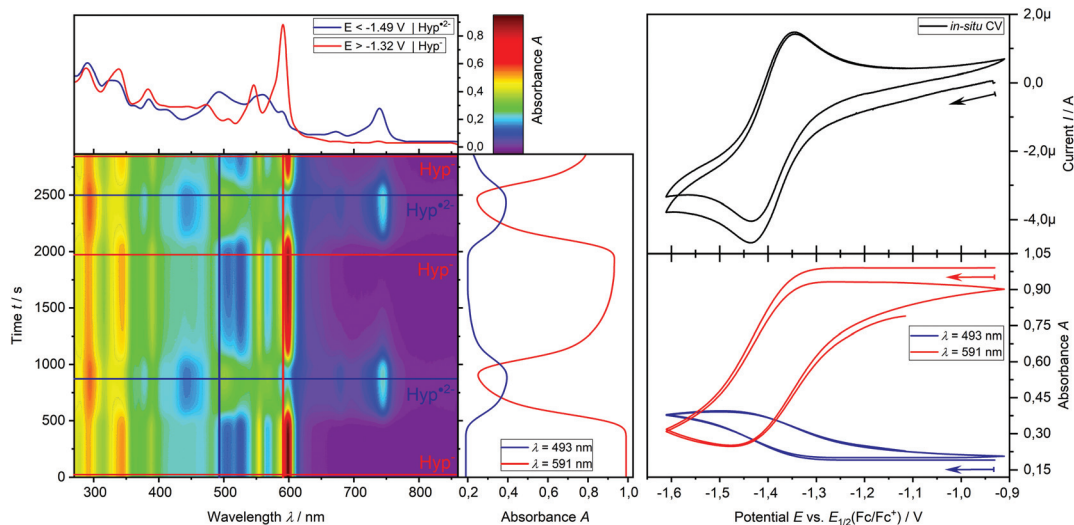 E < -1.49 V | Hyp•2-
E > -1.32 V | Hyp-
0,8
0,6
0,4
0,2
0,0
Absorbance A
Hyp-
Hyp•2-
Hyp-
Hyp•2-
Hyp-
2500
2000
1500
1000
500
0
Time t / s
300 400 500 600 700 800
Wavelength λ / nm
λ = 493 nm
λ = 591 nm
0,2 0,4 0,6 0,8 1,0
Absorbance A
in-situ CV
2,0µ
0,0
-2,0µ
-4,0µ
Current I / A
1,05
0,90
0,75
0,60
0,45
0,30
0,15
Absorbance A
λ = 493 nm
λ = 591 nm
-1,6 -1,5 -1,4 -1,3 -1,2 -1,1 -1,0 -0,9
Potential E vs. E1/2(Fc/Fc+) / V